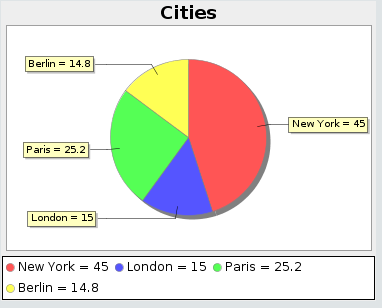 Cities
Berlin = 14.8
New York = 45
Paris = 25.2
London = 15
New York = 45 London = 15 Paris = 25.2
Berlin = 14.8